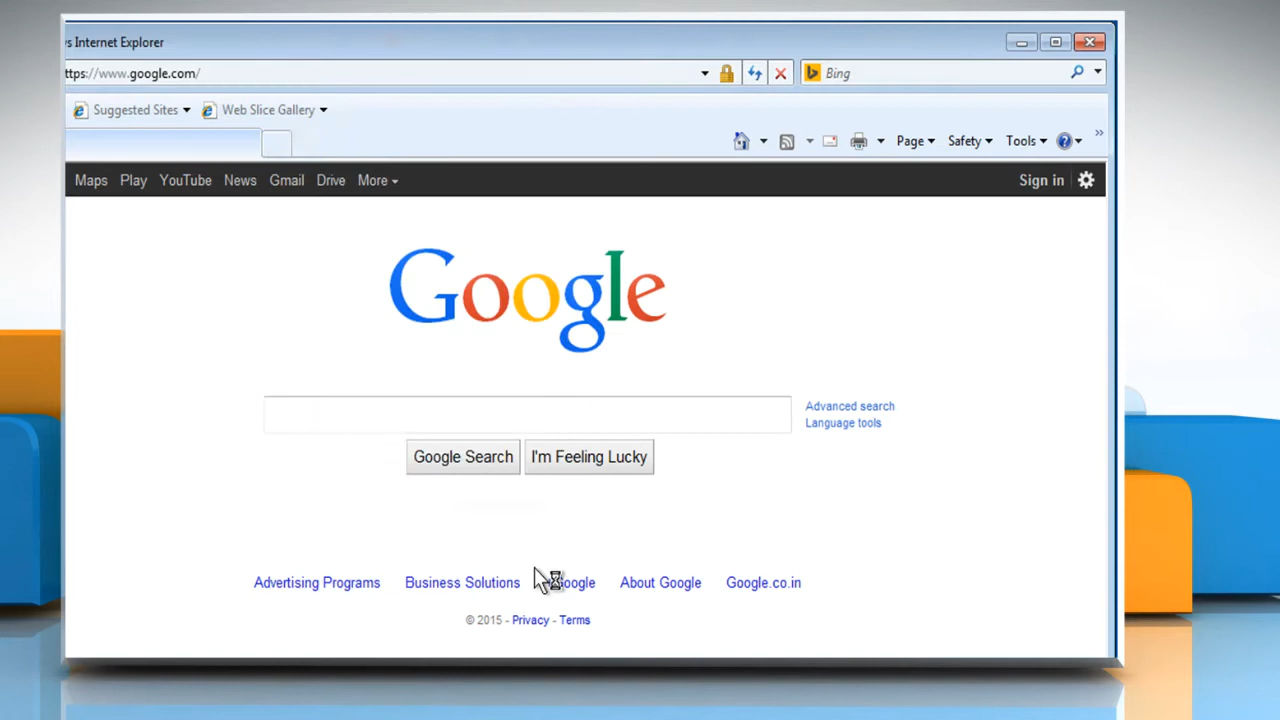 s Internet Explorer
ttps://www.google.com/
Bing
Suggested Sites
Web Slice Gallery
Page
Safety
Tools
»
Maps Play YouTube News Gmail Drive More
Sign in
Google
Advanced search
Language tools
Google Search
I'm Feeling Lucky
Advertising Programs Business Solutions Google About Google Google.co.in
© 2015 - Privacy - Terms